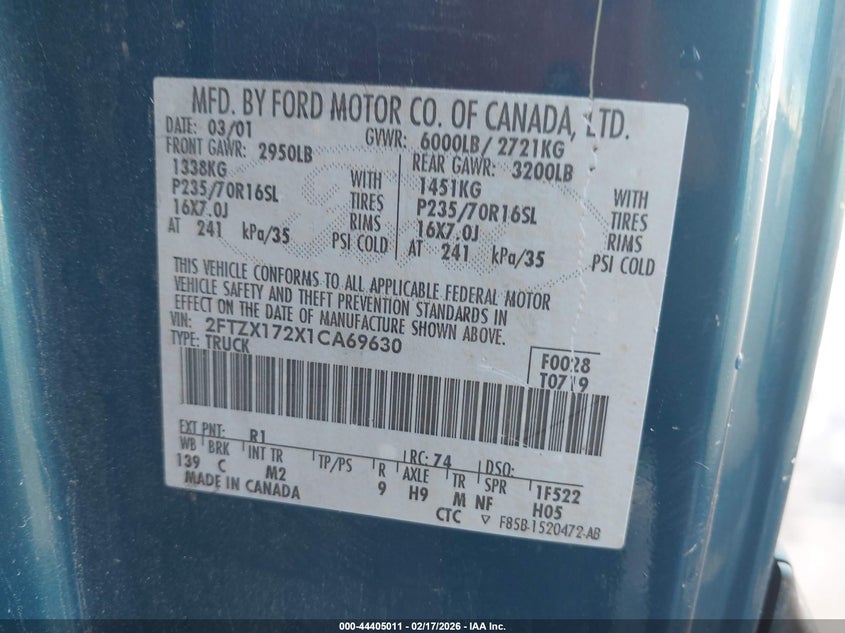 MFD. BY FORD MOTOR CO. OF CANADA, LTD.
DATE: 03/01 GVWR: 6000LB/ 2721KG
FRONT GAWR: 2950LB REAR GAWR: 3200LB
1338KG WITH 1451KG WITH
P235/70R16SL TIRES P235/70R16SL TIRES
16X7.0J RIMS 16X7.0J RIMS
AT 241 kPa/35 PSI COLD AT 241 kPa/35 PSI COLD
THIS VEHICLE CONFORMS TO ALL APPLICABLE FEDERAL MOTOR
VEHICLE SAFETY AND THEFT PREVENTION STANDARDS IN
EFFECT ON THE DATE OF MANUFACTURE SHOWN ABOVE.
VIN: 2FTZX172X1CA69630
TYPE: TRUCK
F0028
T0719
EXT PNT: R1 RC: 74 DSO:
WB BRK INT TR TP/PS R AXLE TR SPR 1F522
139 C M2 9 H9 M NF H05
MADE IN CANADA CTC ▽ F85B-1520472-AB
000-44405011 - 02/17/2026 - IAA Inc.